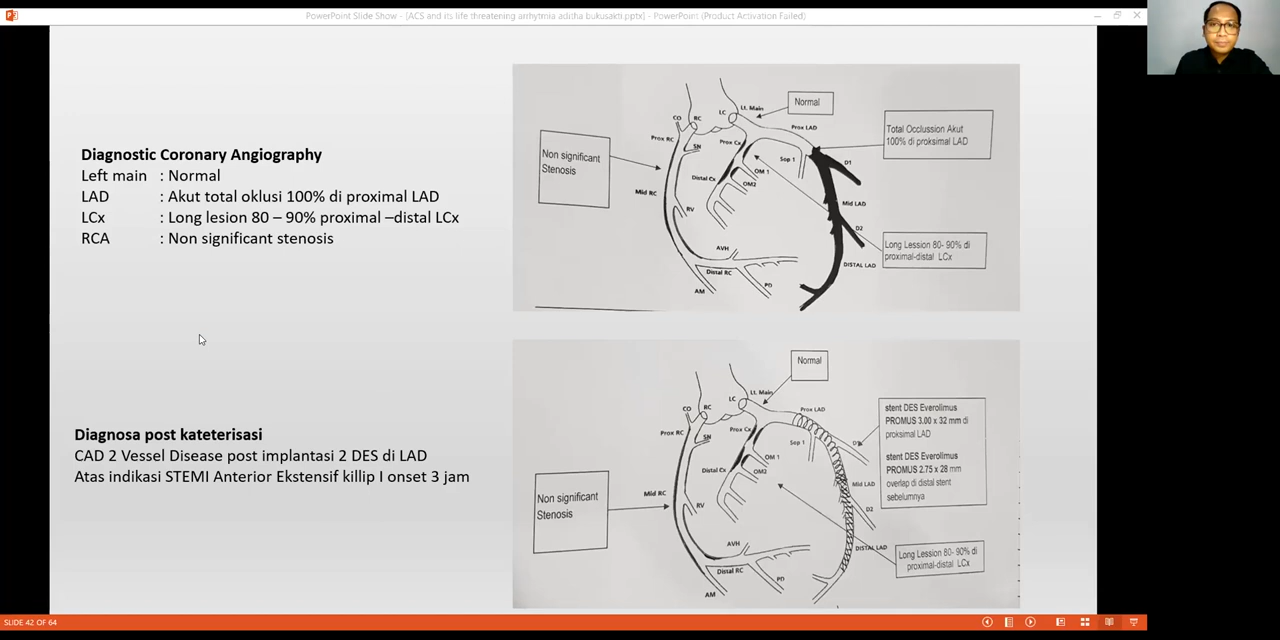 PowerPoint Slide Show - [ACS and its life threatening arrhytmia aditha bukusakti.pptx] - PowerPoint (Product Activation Failed)
Diagnostic Coronary Angiography
Left main : Normal
LAD : Akut total oklusi 100% di proximal LAD
LCx : Long lesion 80 – 90% proximal –distal LCx
RCA : Non significant stenosis
Normal
Lt. Main
LC
CO
RC
Prox LAD
Total Occlussion Akut
100% di proksimal LAD
Prox RC
SN
Prox Cx
Non significant
Stenosis
Sop 1
D1
OM 1
Distal Cx
OM2
Mid RC
Mid LAD
RV
D2
Long Lession 80- 90% di
proximal-distal LCx
AVH
DISTAL LAD
Distal RC
AM
PD
Diagnosa post kateterisasi
CAD 2 Vessel Disease post implantasi 2 DES di LAD
Atas indikasi STEMI Anterior Ekstensif killip I onset 3 jam
Normal
Lt. Main
LC
CO
RC
Prox LAD
stent DES Everolimus
PROMUS 3.00 x 32 mm di
proksimal LAD
stent DES Everolimus
PROMUS 2.75 x 28 mm
overlap di distal stent
sebelumnya
Prox RC
SN
Prox Cx
Sop 1
D1
OM 1
Distal Cx
OM2
Mid LAD
Non significant
Stenosis
Mid RC
RV
D2
AVH
DISTAL LAD
Long Lession 80- 90% di
proximal-distal LCx
Distal RC
PD
AM
SLIDE 42 OF 64